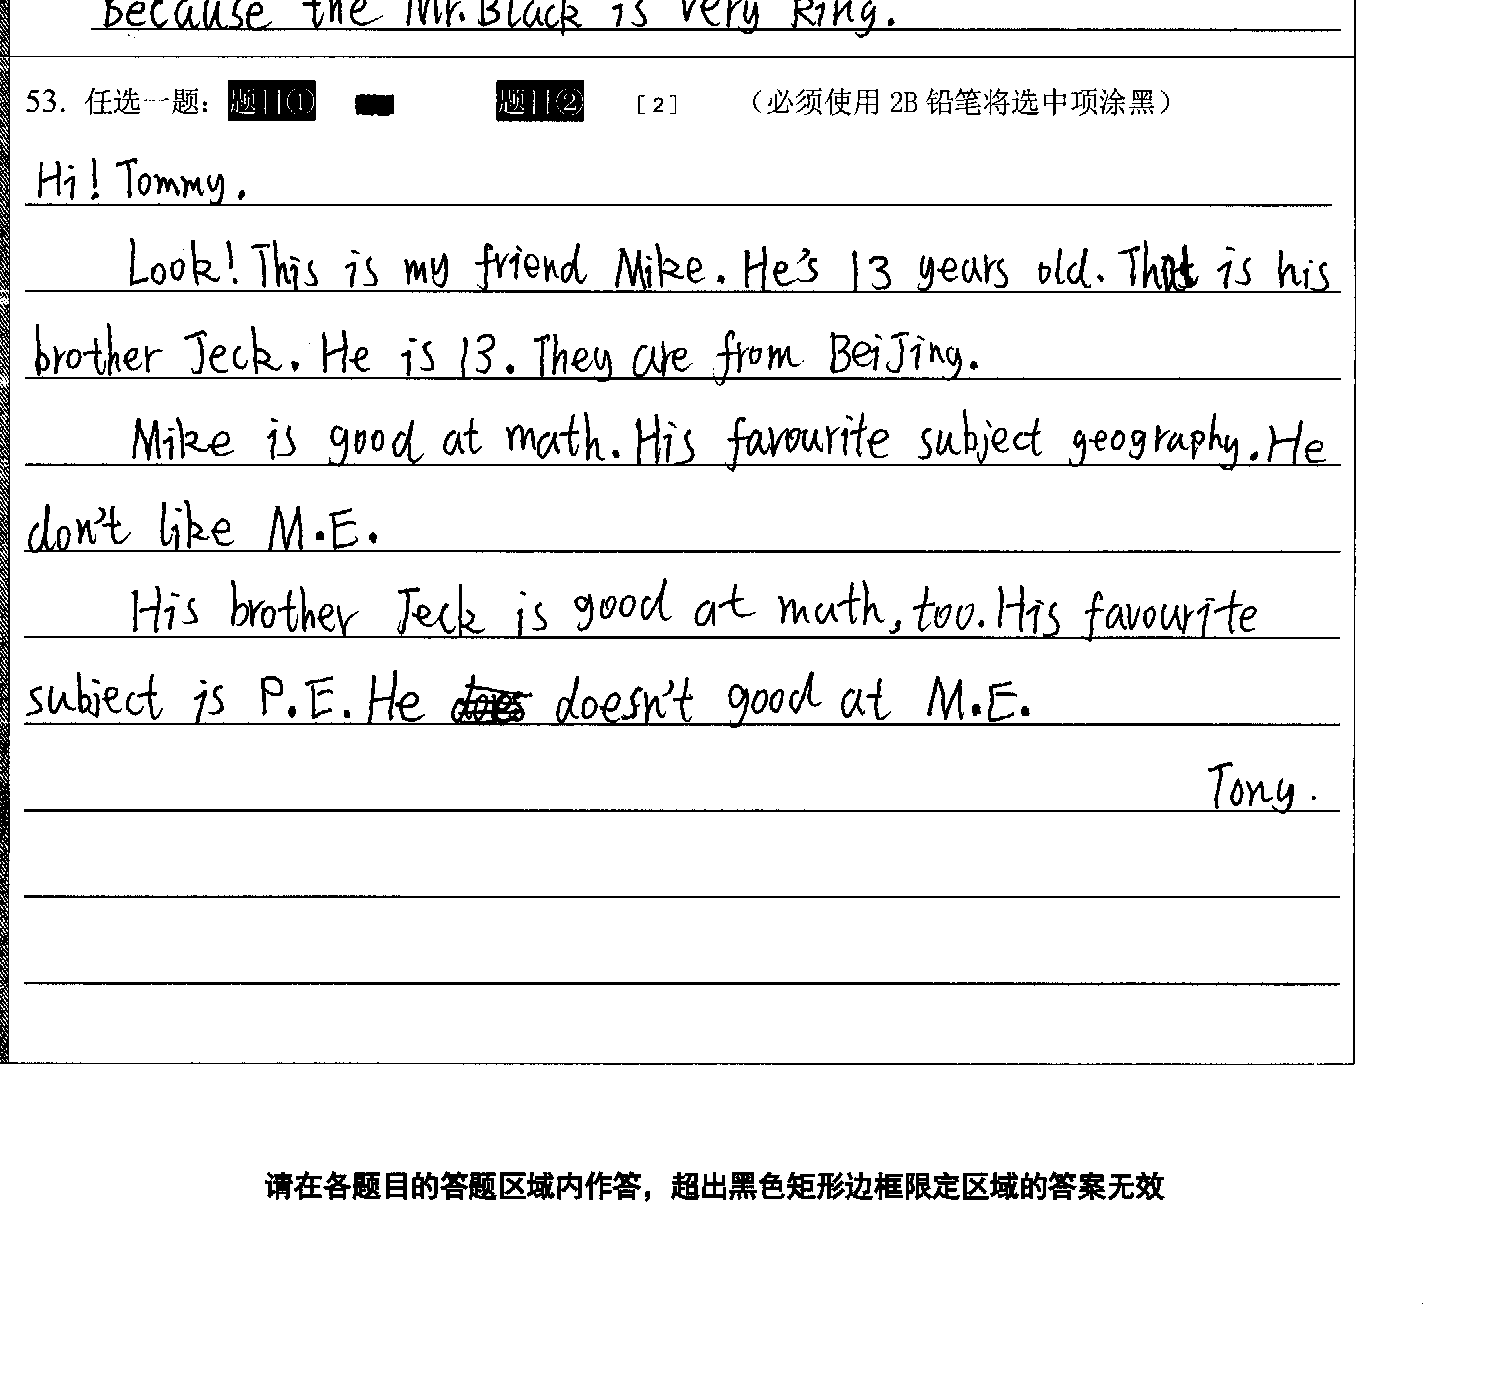 Because the Mr. Black is very king.
53. 任选一题： 题目① 题目② [2] （必须使用 2B 铅笔将选中项涂黑）
Hi! Tommy.
Look! This is my friend Mike. He's 13 years old. That is his
brother Jeck. He is 13. They are from BeiJing.
Mike is good at math. His favourite subject geography. He
don't like M.E.
His brother Jeck is good at math, too. His favourite
subject is P.E. He doesn't good at M.E.
Tony.
请在各题目的答题区域内作答，超出黑色矩形边框限定区域的答案无效